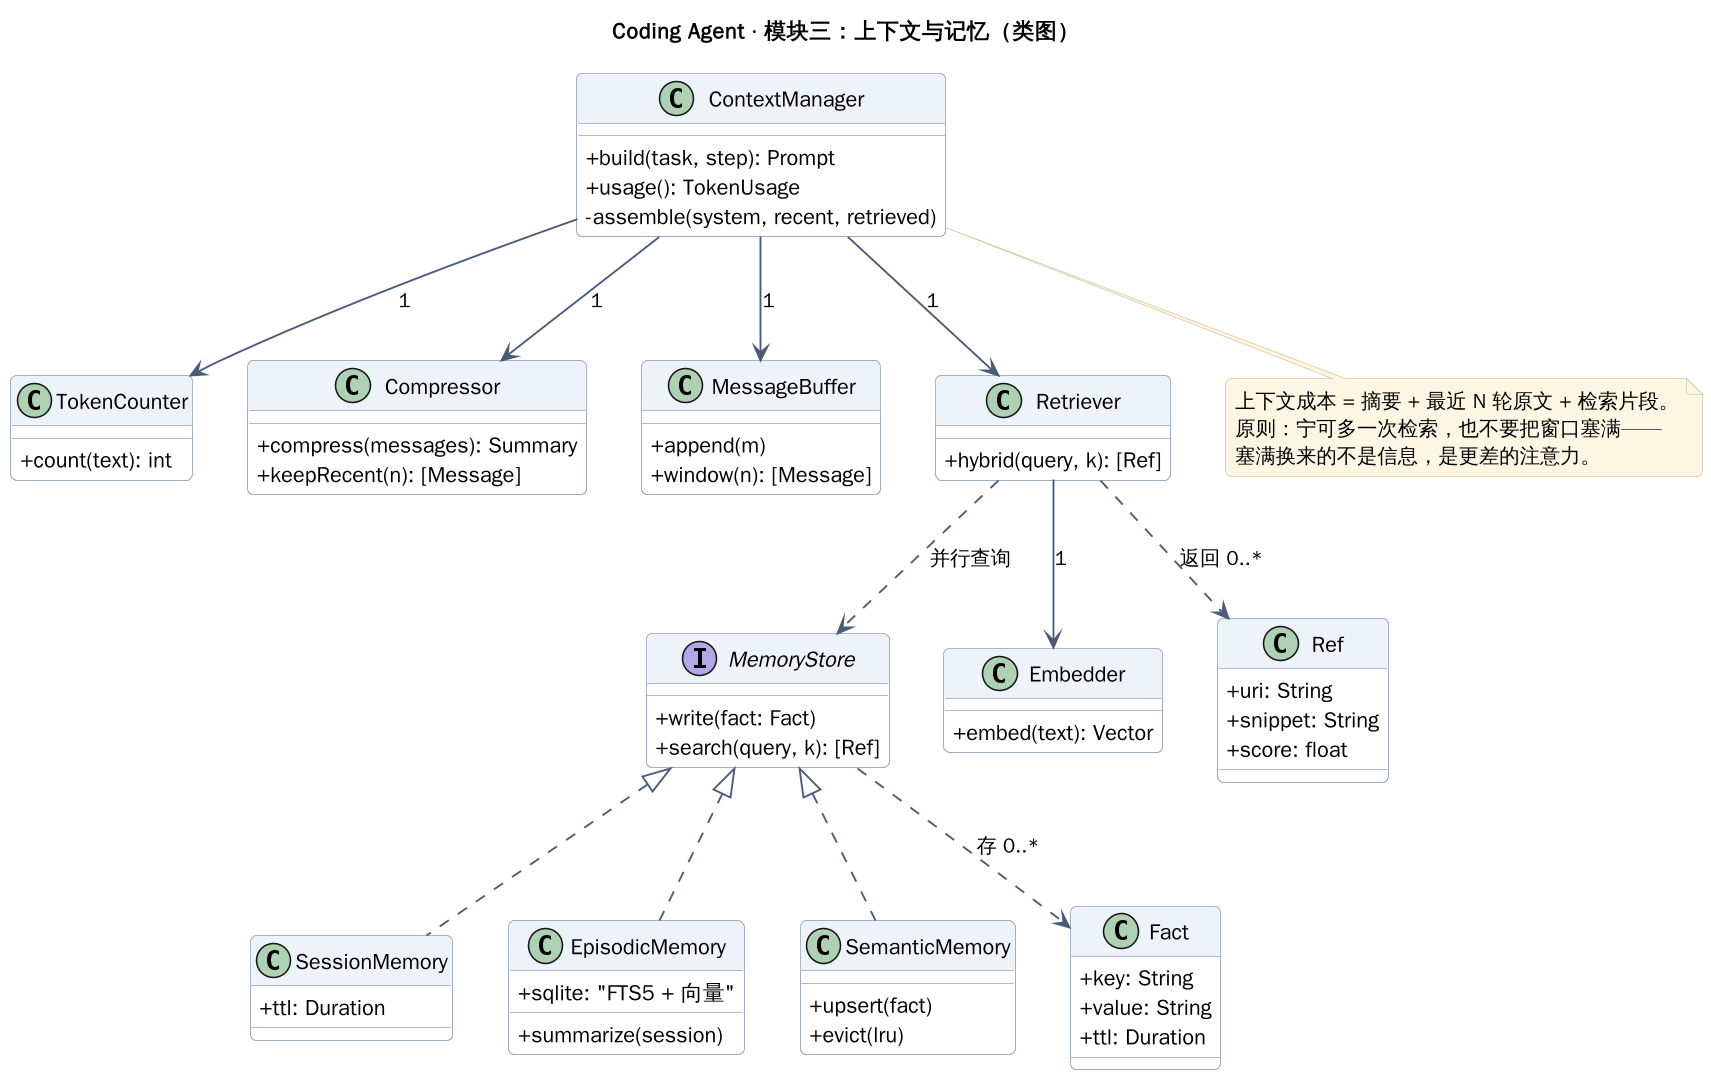 Coding Agent · 模块三：上下文与记忆（类图）
C ContextManager
+build(task, step): Prompt
+usage(): TokenUsage
-assemble(system, recent, retrieved)
1
1
1
1
C TokenCounter
+count(text): int
C Compressor
+compress(messages): Summary
+keepRecent(n): [Message]
C MessageBuffer
+append(m)
+window(n): [Message]
C Retriever
+hybrid(query, k): [Ref]
上下文成本 = 摘要 + 最近 N 轮原文 + 检索片段。
原则：宁可多一次检索，也不要把窗口塞满——
塞满换来的不是信息，是更差的注意力。
并行查询
1
返回 0..*
I MemoryStore
+write(fact: Fact)
+search(query, k): [Ref]
C Embedder
+embed(text): Vector
C Ref
+uri: String
+snippet: String
+score: float
存 0..*
C SessionMemory
+ttl: Duration
C EpisodicMemory
+sqlite: "FTS5 + 向量"
+summarize(session)
C SemanticMemory
+upsert(fact)
+evict(lru)
C Fact
+key: String
+value: String
+ttl: Duration